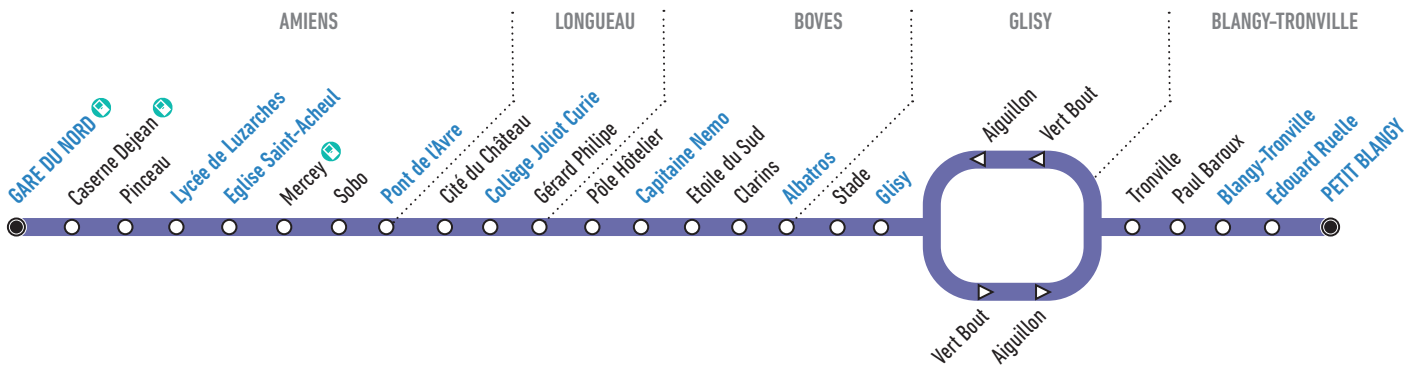 AMIENS
LONGUEAU
BOVES
GLISY
BLANGY-TRONVILLE
GARE DU NORD
Caserne Dejean
Pinceau
Lycée de Luzarches
Eglise Saint-Acheul
Mercey
Sobo
Pont de l'Avre
Cité du Château
Collège Joliot Curie
Gérard Philipe
Pôle Hôtelier
Capitaine Nemo
Etoile du Sud
Clarins
Albatros
Stade
Glisy
Aiguillon
Vert Bout
Vert Bout
Aiguillon
Tronville
Paul Baroux
Blangy-Tronville
Edouard Ruelle
PETIT BLANGY